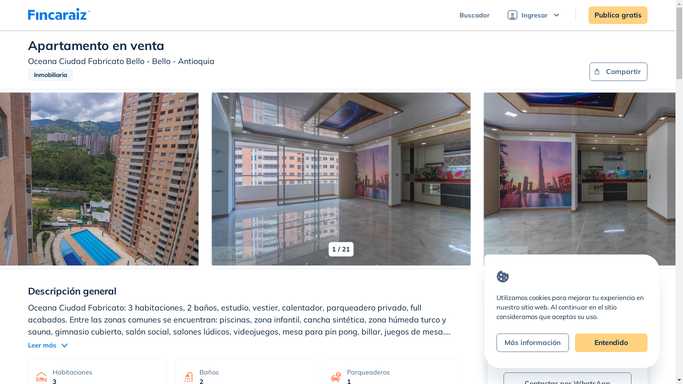 Fincaraiz
Buscador
Ingresar
Publica gratis
Apartamento en venta
Oceana Ciudad Fabricato Bello - Bello - Antioquia
Inmobiliaria
Compartir
1 / 21
Descripción general
Oceana Ciudad Fabricato: 3 habitaciones, 2 baños, estudio, vestier, calentador, parqueadero privado, full
acabados. Entre las zonas comunes se encuentran: piscinas, zona infantil, cancha sintética, zona húmeda turco y
sauna, gimnasio cubierto, salón social, salones lúdicos, videojuegos, mesa para pin pong, billar, juegos de mesa....
Leer más
Habitaciones
3
Baños
2
Parqueaderos
1
Utilizamos cookies para mejorar tu experiencia en
nuestro sitio web. Al continuar en el sitio
consideramos que aceptas su uso.
Más información
Entendido
Contactar por WhatsApp